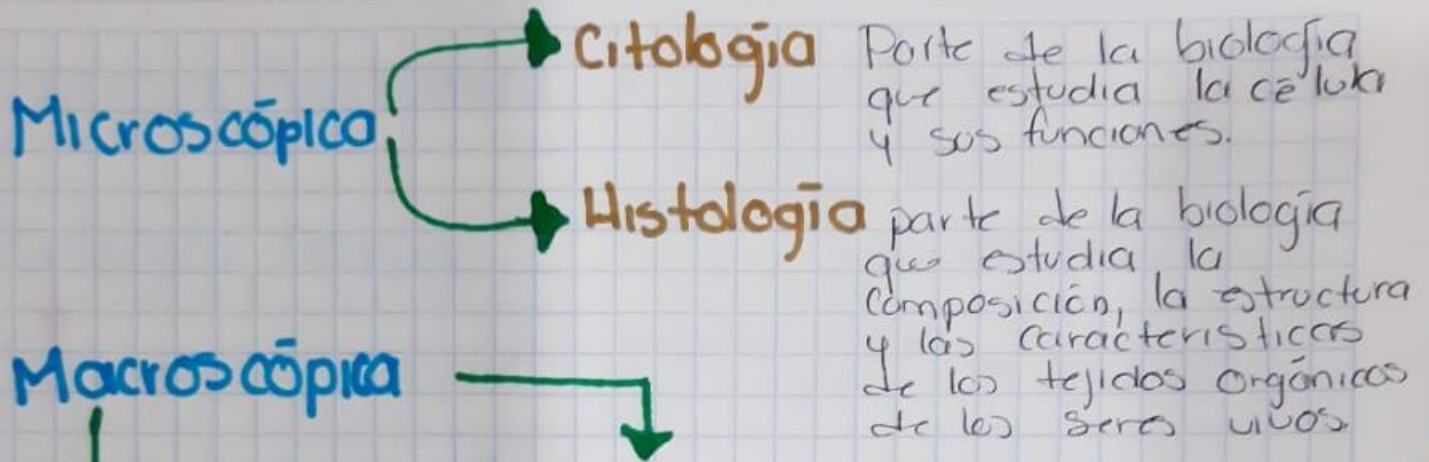 Microscópica
Citología
Parte de la biología
que estudia la célula
y sus funciones.
Histología
parte de la biología
que estudia la
composición, la estructura
y las características
de los tejidos orgánicos
de los seres vivos
Macroscópica